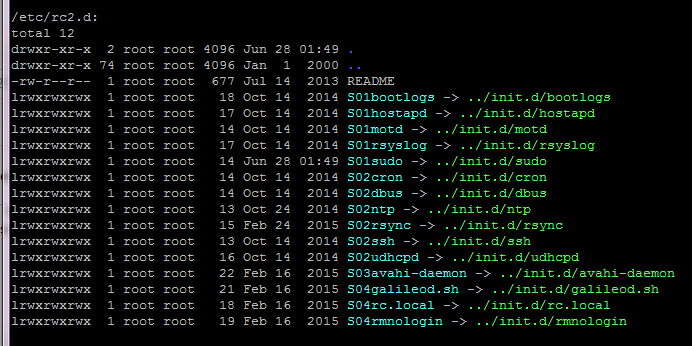 /etc/rc2.d:
total 12
drwxr-xr-x  2 root root 4096 Jun 28 01:49 .
drwxr-xr-x 74 root root 4096 Jan  1  2000 ..
-rw-r--r--  1 root root  677 Jul 14  2013 README
lrwxrwxrwx  1 root root   18 Oct 14  2014 S01bootlogs -> ../init.d/bootlogs
lrwxrwxrwx  1 root root   17 Oct 14  2014 S01hostapd -> ../init.d/hostapd
lrwxrwxrwx  1 root root   14 Oct 14  2014 S01motd -> ../init.d/motd
lrwxrwxrwx  1 root root   17 Oct 14  2014 S01rsyslog -> ../init.d/rsyslog
lrwxrwxrwx  1 root root   14 Jun 28 01:49 S01sudo -> ../init.d/sudo
lrwxrwxrwx  1 root root   14 Oct 14  2014 S02cron -> ../init.d/cron
lrwxrwxrwx  1 root root   14 Oct 14  2014 S02dbus -> ../init.d/dbus
lrwxrwxrwx  1 root root   13 Oct 24  2014 S02ntp -> ../init.d/ntp
lrwxrwxrwx  1 root root   15 Feb 24  2015 S02rsync -> ../init.d/rsync
lrwxrwxrwx  1 root root   13 Oct 14  2014 S02ssh -> ../init.d/ssh
lrwxrwxrwx  1 root root   16 Oct 14  2014 S02udhcpd -> ../init.d/udhcpd
lrwxrwxrwx  1 root root   22 Feb 16  2015 S03avahi-daemon -> ../init.d/avahi-daemon
lrwxrwxrwx  1 root root   21 Feb 16  2015 S04galileod.sh -> ../init.d/galileod.sh
lrwxrwxrwx  1 root root   18 Feb 16  2015 S04rc.local -> ../init.d/rc.local
lrwxrwxrwx  1 root root   19 Feb 16  2015 S04rmnologin -> ../init.d/rmnologin